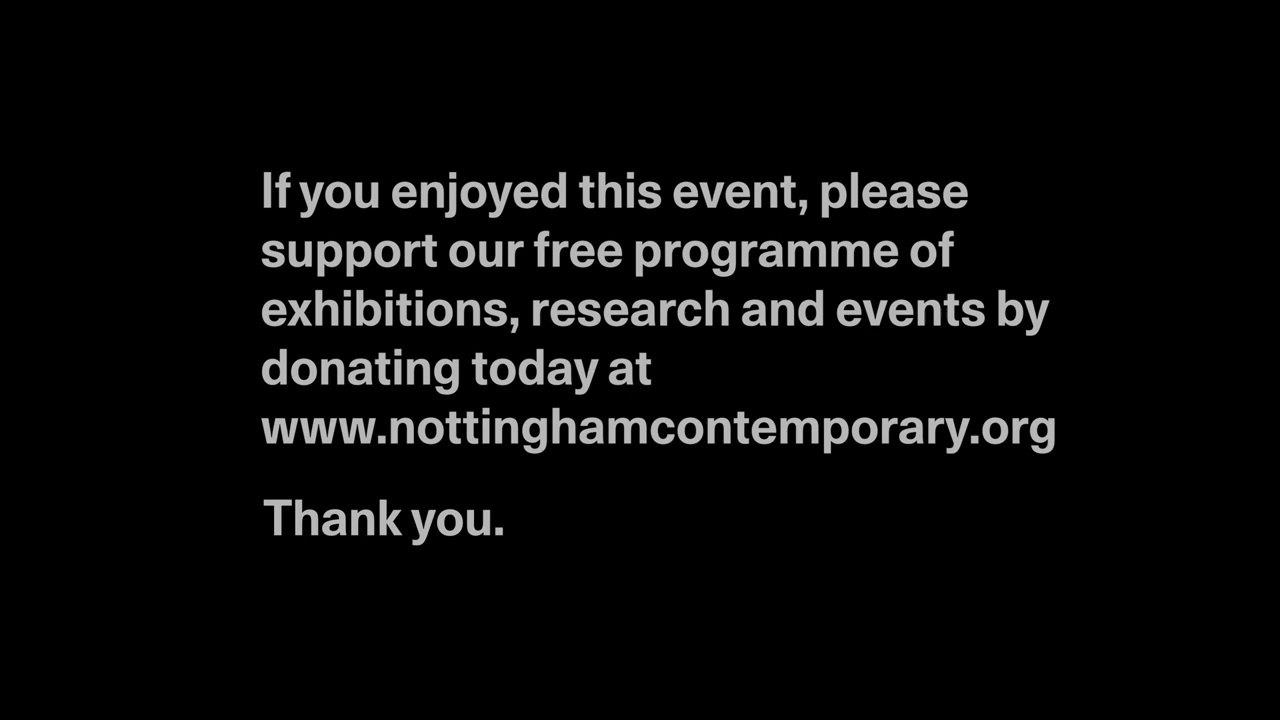 If you enjoyed this event, please
support our free programme of
exhibitions, research and events by
donating today at
www.nottinghamcontemporary.org
Thank you.